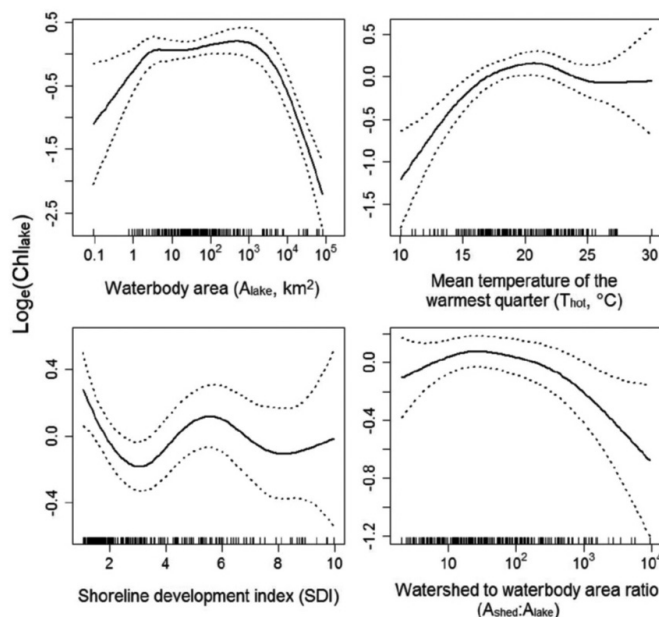 Logₑ(Chllake)
0.5
-0.5
-1.5
-2.5
0.1 1 10 10² 10³ 10⁴ 10⁵
Waterbody area (Alake, km²)
0.5
0.0
-0.5
-1.0
-1.5
10 15 20 25 30
Mean temperature of the
warmest quarter (Thot, °C)
0.4
0.0
-0.4
2 4 6 8 10
Shoreline development index (SDI)
0.0
-0.4
-0.8
-1.2
10 10² 10³ 10⁴
Watershed to waterbody area ratio
(Ashed:Alake)